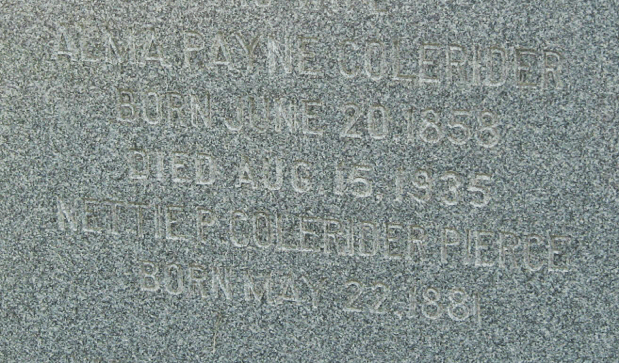 ALMA PAYNE COLERIDER
BORN JUNE 20, 1858
DIED AUG. 15, 1935
NETTIE P. COLERIDER PIERCE
BORN MAY 22, 1881